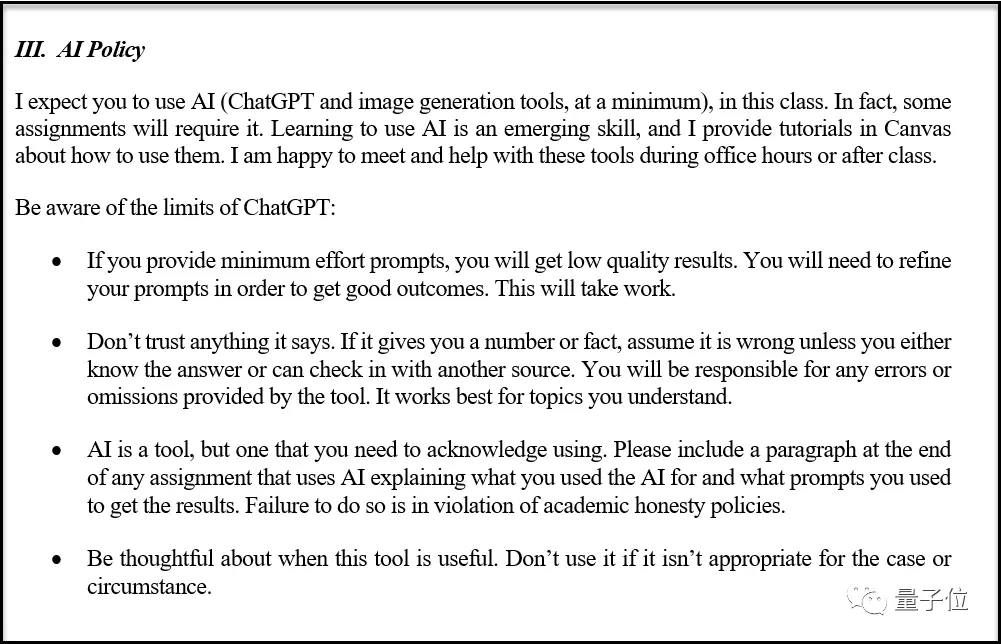 III. AI Policy
I expect you to use AI (ChatGPT and image generation tools, at a minimum), in this class. In fact, some
assignments will require it. Learning to use AI is an emerging skill, and I provide tutorials in Canvas
about how to use them. I am happy to meet and help with these tools during office hours or after class.
Be aware of the limits of ChatGPT:
• If you provide minimum effort prompts, you will get low quality results. You will need to refine
your prompts in order to get good outcomes. This will take work.
• Don’t trust anything it says. If it gives you a number or fact, assume it is wrong unless you either
know the answer or can check in with another source. You will be responsible for any errors or
omissions provided by the tool. It works best for topics you understand.
• AI is a tool, but one that you need to acknowledge using. Please include a paragraph at the end
of any assignment that uses AI explaining what you used the AI for and what prompts you used
to get the results. Failure to do so is in violation of academic honesty policies.
• Be thoughtful about when this tool is useful. Don’t use it if it isn’t appropriate for the case or
circumstance.
量子位